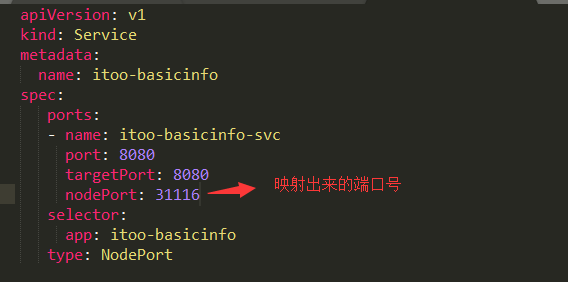 apiVersion: v1
kind: Service
metadata:
  name: itoo-basicinfo
spec:
   ports:
   - name: itoo-basicinfo-svc
     port: 8080
     targetPort: 8080
     nodePort: 31116 映射出来的端口号
   selector:
     app: itoo-basicinfo
   type: NodePort